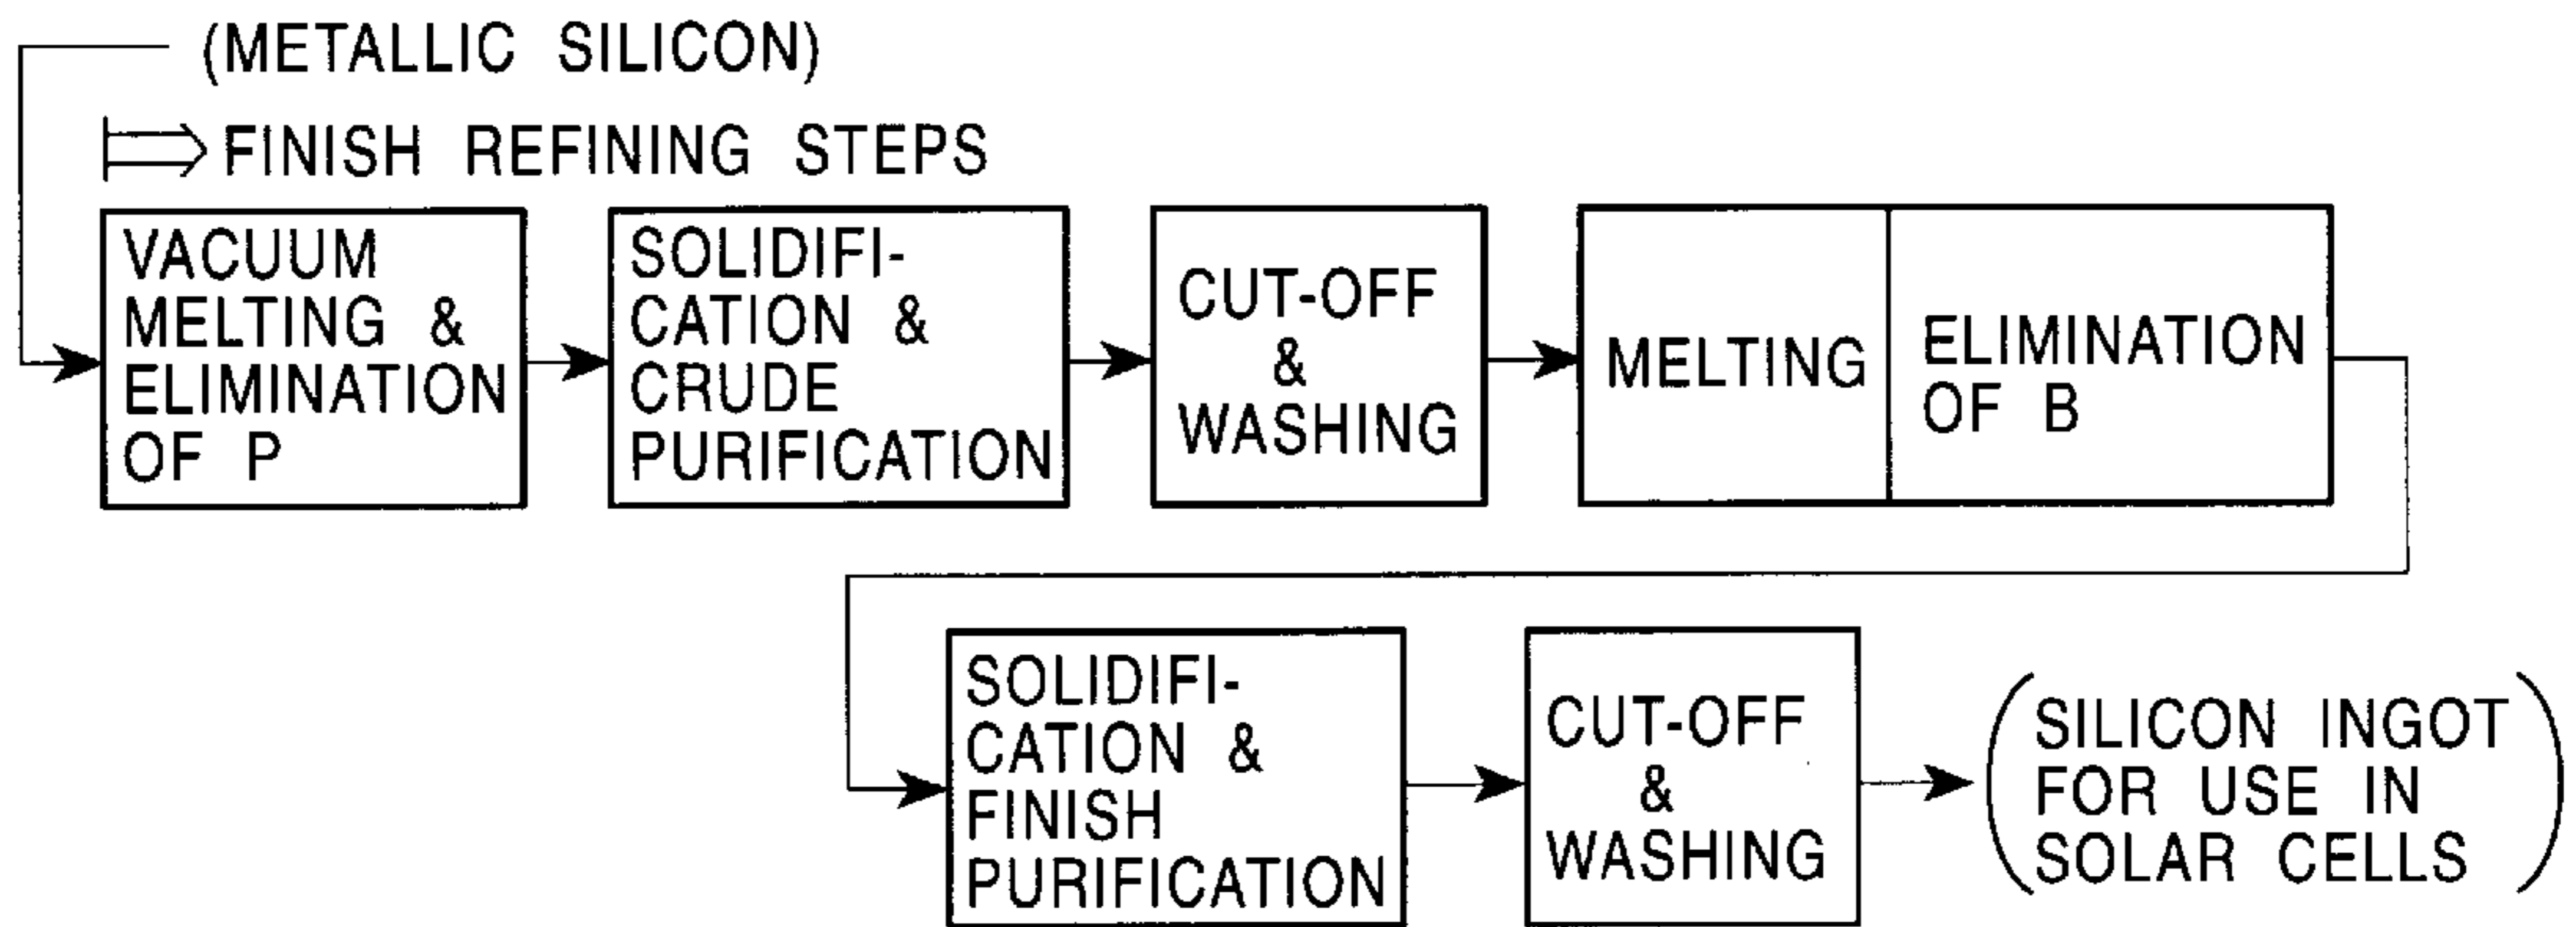 (METALLIC SILICON)
FINISH REFINING STEPS
VACUUM
MELTING &
ELIMINATION
OF P
SOLIDIFI-
CATION &
CRUDE
PURIFICATION
CUT-OFF
&
WASHING
MELTING
ELIMINATION
OF B
SOLIDIFI-
CATION &
FINISH
PURIFICATION
CUT-OFF
&
WASHING
(SILICON INGOT
FOR USE IN
SOLAR CELLS)